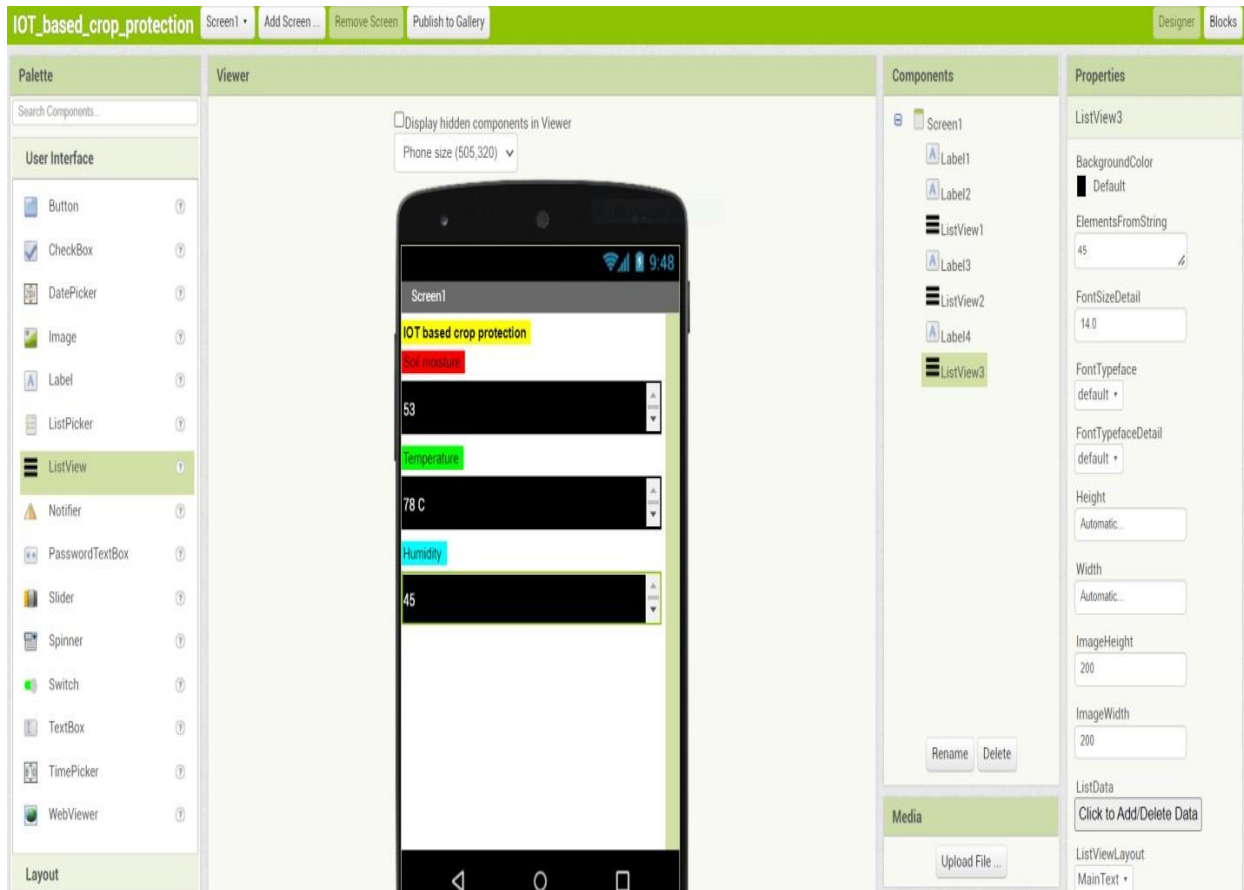 IOT_based_crop_protection Screen1 Add Screen ... Remove Screen Publish to Gallery Designer Blocks
Palette
Search Components...
User Interface
Button
CheckBox
DatePicker
Image
Label
ListPicker
ListView
Notifier
PasswordTextBox
Slider
Spinner
Switch
TextBox
TimePicker
WebViewer
Layout
Viewer
Display hidden components in Viewer
Phone size (505,320)
9:48
Screen1
IOT based crop protection
Soil moisture
53
Temperature
78 C
Humidity
45
Components
Screen1
Label1
Label2
ListView1
Label3
ListView2
Label4
ListView3
Rename Delete
Media
Upload File ...
Properties
ListView3
BackgroundColor
Default
ElementsFromString
45
FontSizeDetail
14.0
FontTypeface
default
FontTypefaceDetail
default
Height
Automatic...
Width
Automatic...
ImageHeight
200
ImageWidth
200
ListData
Click to Add/Delete Data
ListViewLayout
MainText